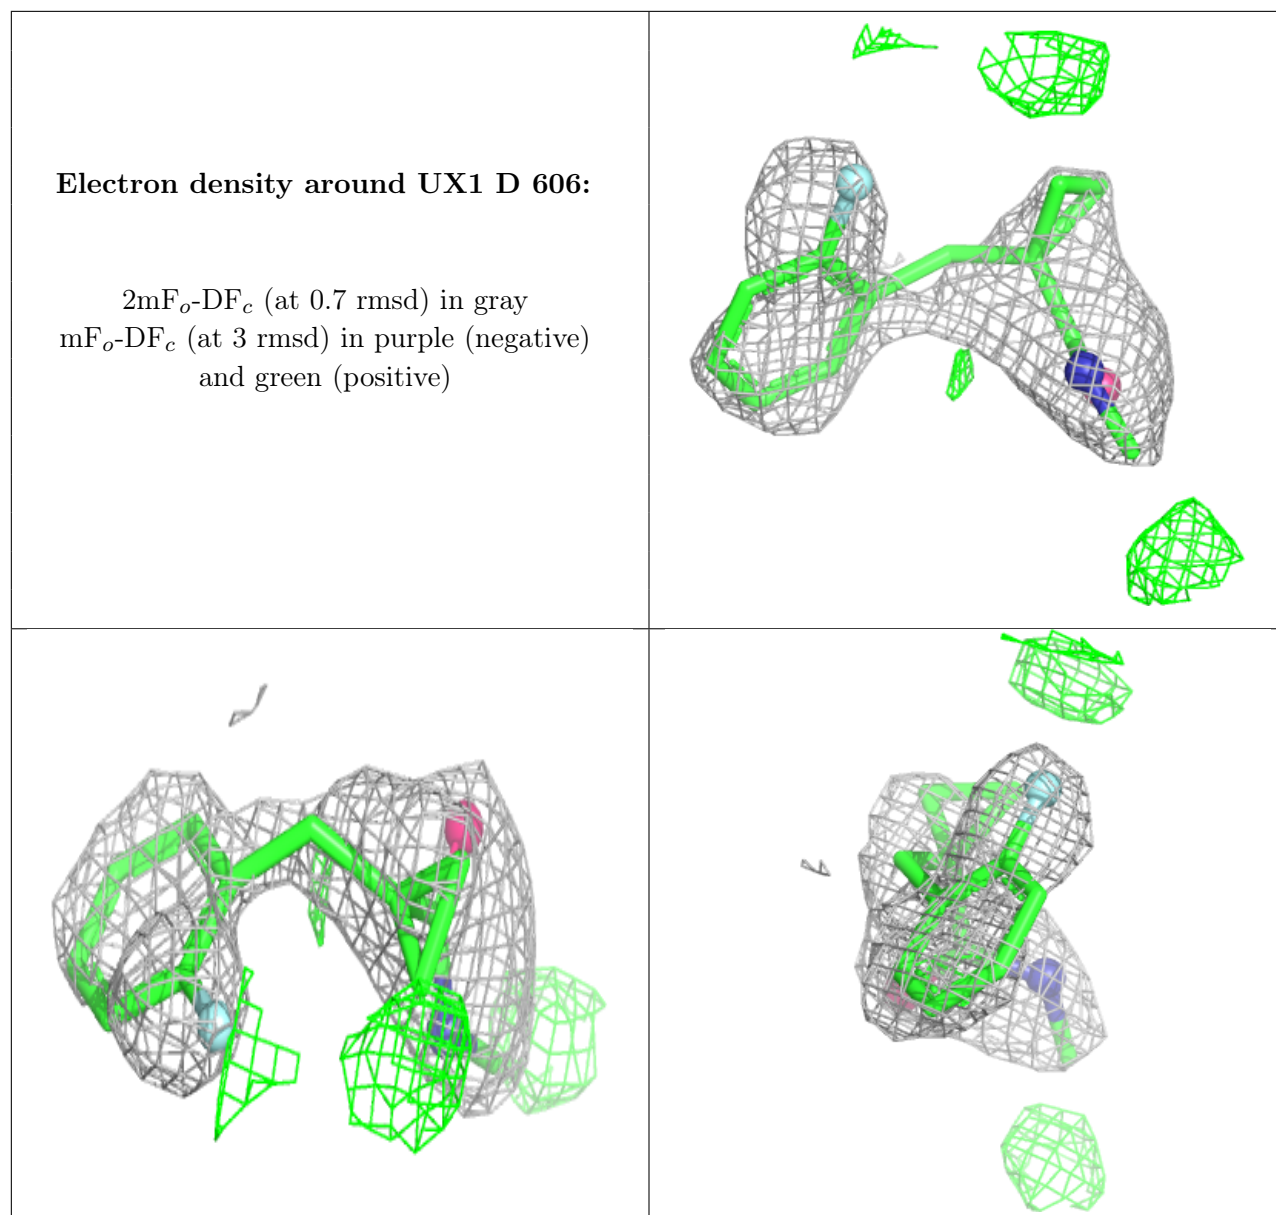 Electron density around UX1 D 606:
2mFₒ-DF𝒸 (at 0.7 rmsd) in gray
mFₒ-DF𝒸 (at 3 rmsd) in purple (negative)
and green (positive)